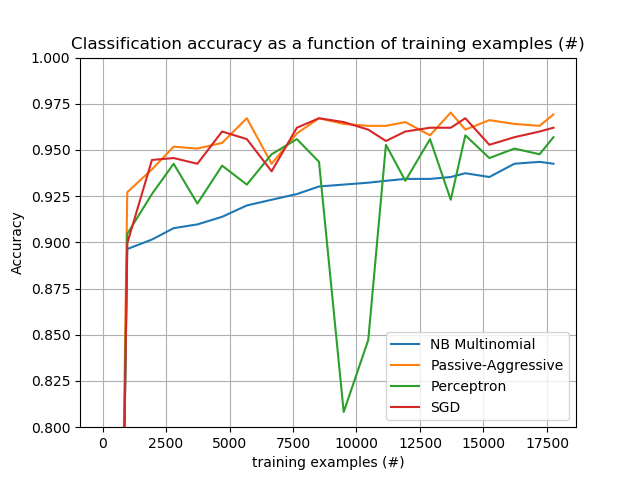 Classification accuracy as a function of training examples (#)
1.000
0.975
0.950
0.925
0.900
0.875
0.850
0.825
0.800
Accuracy
NB Multinomial
Passive-Aggressive
Perceptron
SGD
0 2500 5000 7500 10000 12500 15000 17500
training examples (#)